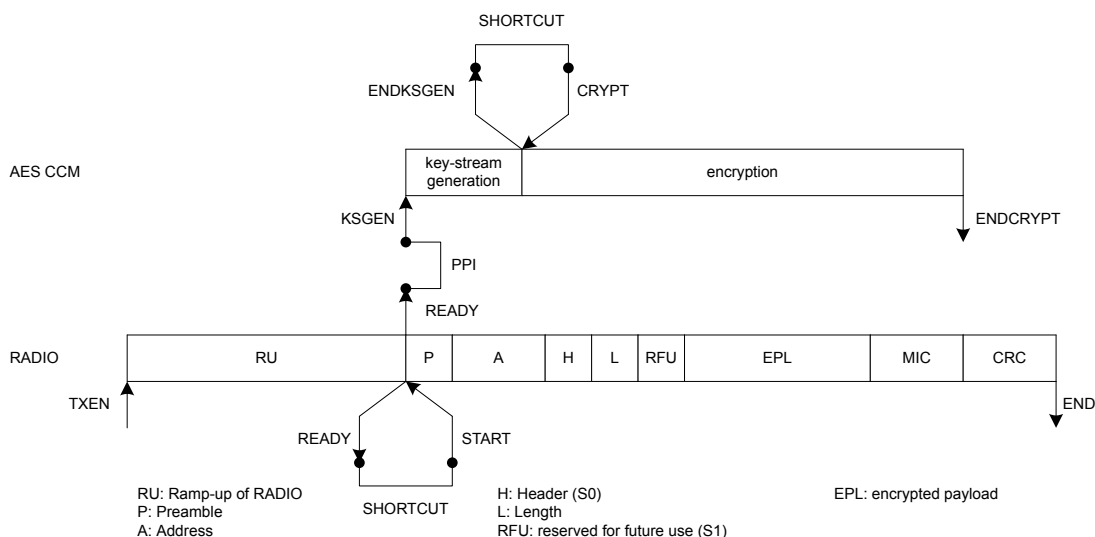 SHORTCUT
ENDKSGEN
CRYPT
AES CCM
key-stream
generation
encryption
KSGEN
ENDCRYPT
PPI
READY
RADIO
RU
P
A
H
L
RFU
EPL
MIC
CRC
TXEN
END
READY
START
SHORTCUT
RU: Ramp-up of RADIO
P: Preamble
A: Address
H: Header (S0)
L: Length
RFU: reserved for future use (S1)
EPL: encrypted payload